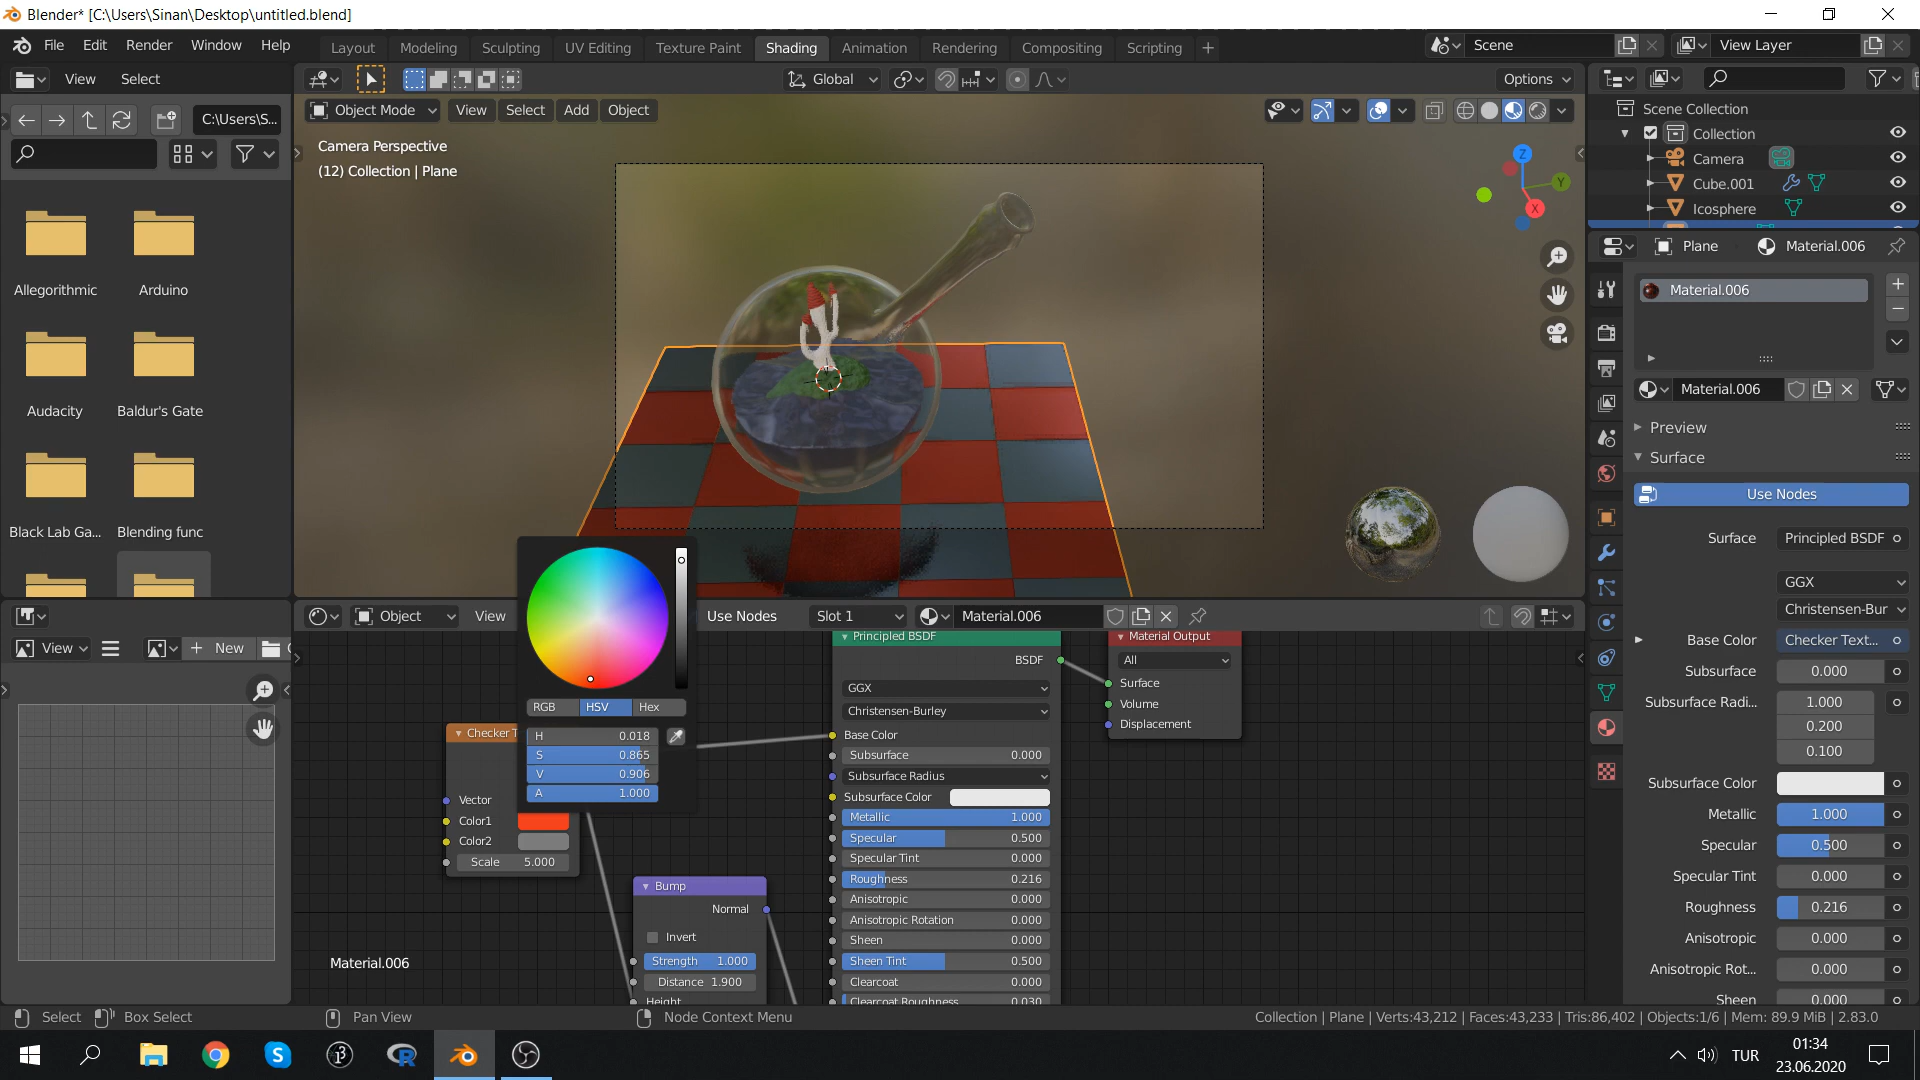 Blender* [C:\Users\Sinan\Desktop\untitled.blend]
File Edit Render Window Help Layout Modeling Sculpting UV Editing Texture Paint Shading Animation Rendering Compositing Scripting + Scene View Layer
View Select Global Options
C:\Users\S... Object Mode View Select Add Object
Camera Perspective
(12) Collection | Plane
Z
Y
X
Scene Collection
Collection
Camera
Cube.001
Icosphere
Plane Material.006
Material.006
Material.006
Preview
Surface
Use Nodes
Surface Principled BSDF
GGX
Christensen-Bur
Base Color Checker Text...
Subsurface 0.000
Subsurface Radi... 1.000
0.200
0.100
Subsurface Color
Metallic 1.000
Specular 0.500
Specular Tint 0.000
Roughness 0.216
Anisotropic 0.000
Anisotropic Rot... 0.000
Sheen 0.000
Allegorithmic Arduino
Audacity Baldur's Gate
Black Lab Ga... Blending func
View + New
Object View Use Nodes Slot 1 Material.006
RGB HSV Hex
H 0.018
S 0.865
V 0.906
A 1.000
Checker T
Vector
Color1
Color2
Scale 5.000
Bump
Normal
Invert
Strength 1.000
Distance 1.900
Height
Principled BSDF
BSDF
GGX
Christensen-Burley
Base Color
Subsurface 0.000
Subsurface Radius
Subsurface Color
Metallic 1.000
Specular 0.500
Specular Tint 0.000
Roughness 0.216
Anisotropic 0.000
Anisotropic Rotation 0.000
Sheen 0.000
Sheen Tint 0.500
Clearcoat 0.000
Clearcoat Roughness 0.030
Material Output
All
Surface
Volume
Displacement
Material.006
Select Box Select Pan View Node Context Menu Collection | Plane | Verts:43,212 | Faces:43,233 | Tris:86,402 | Objects:1/6 | Mem: 89.9 MiB | 2.83.0
TUR 01:34
23.06.2020